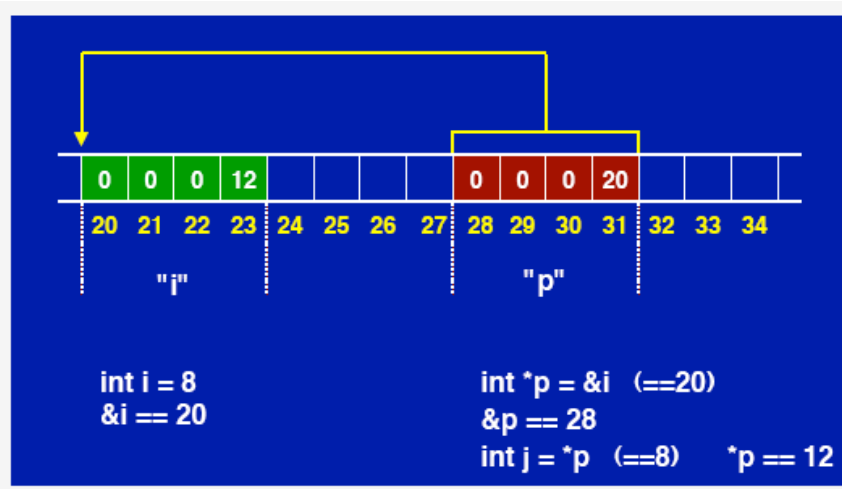 0 0 0 12 0 0 0 20
20 21 22 23 24 25 26 27 28 29 30 31 32 33 34
"i" "p"
int i = 8 int *p = &i (==20)
&i == 20 &p == 28
int j = *p (==8) *p == 12